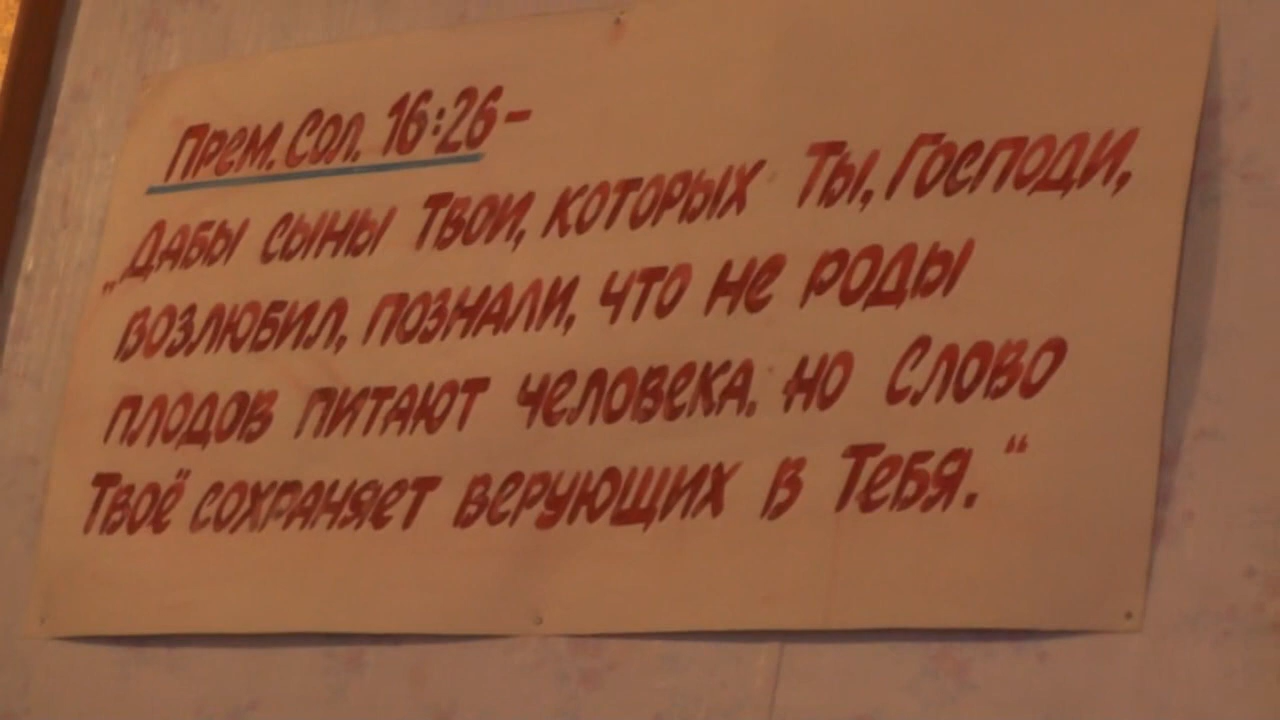 Прем. Сол. 16:26–
„Дабы сыны Твои, которых Ты, Господи,
возлюбил, познали, что не роды
плодов питают человека. но Слово
Твоё сохраняет верующих в Тебя.“